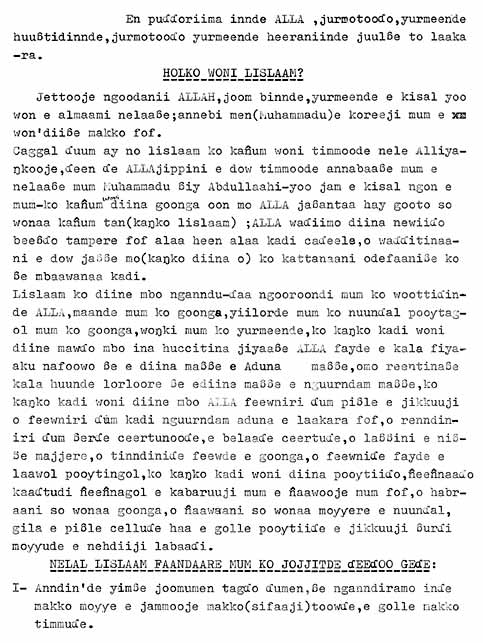 En puɗɗoriima innde ALLA ,jurmotooɗo,yurmeende
huuɓtidinnde,jurmotooɗo yurmeende heeraniinde juulɓe to laaka
-ra.
HOLKO WONI LISLAAM?
Jettooje ngoodanii ALLAH,joom binnde,yurmeende e kisal yoo
won e almaami nelaaɓe;annebi men(Muhammadu)e koreeji mum e
won'diiɓe makko fof.
Caggal ɗuum ay no lislaam ko kañum woni timmoode nele Alliya-
ŋkooje,ɗeen ɗe ALLAjippini e dow timmoode annabaaɓe mum e
nelaaɓe mum Muhammadu ɓiy Abdullaahi-yoo jam e kisal ngon e
mum-ko kañum woni diina goonga oon mo ALLA jaɓantaa hay gooto so
wonaa kañum tan(kaŋko lislaam) ;ALLA waɗiimo diina newiiɗo
beeɓɗo tampere fof alaa heen alaa kadi caɗeele,o waɗɗitinaa-
ni e dow jaɓɓe mo(kaŋko diina o) ko kattanaani odefaaniɓe ko
ɓe mbaawanaa kadi.
Lislaam ko diine mbo ganndu-ɗaa ngooroondi mum ko woottiɗin-
de ALLA,maande mum ko goonga,yiilorde mum ko nuunɗal pooytag-
ol mum ko goonga,woŋki mum ko yurmeende,ko kaŋko kadi woni
diine mawɗo mbo ina huccitina jiyaaɓe ALLA fayde e kala fiya-
aku nafoowo ɓe e diina maɓɓe e Aduna maɓɓe,omo reentinaɓe
kala huunde lorloore ɓe ediina maɓɓe e nguurndam maɓɓe,ko
kaŋko kadi woni diine mbo ALLA feewniri ɗum piɓle e jikkuuji
o feewniri ɗum kadi nguurndam aduna e laakara fof,o renndin-
iri ɗum ɓerɗe ceertunooɗe,e belaaɗe ceertuɗe,o laɓɓini e niɓ-
ɓe majjere,o tinndiniɗe feewde e goonga,o feewniɗe fayde e
laawol pooytingol,ko kaŋko kadi woni diina pooytiiɗo,ñeeñinaaɗo
kaaɗtudi ñeeñinagol e kabaruuji mum e ñaawooje mum fof,o habr-
aani so wonaa goonga,o ñaawaani so wonaa moyyere e nuunɗal,
gila e piɓle celluɗe haa e golle pooytiiɗe e jikkuuji ɓurɗi
moyyude e nehdiiji labaaɗi.
NELAL LISLAAM FAANDAARE MUM KO JOJJITDE ɗEEƊOO GEƊE:
I- Anndin'de yimɓe joomumen tagɗo ɗumen,ɓe nganndiramo inɗe
makko moyye e jammooje makko(sifaaji)toowɗe,e golle makko
timmuɗe.